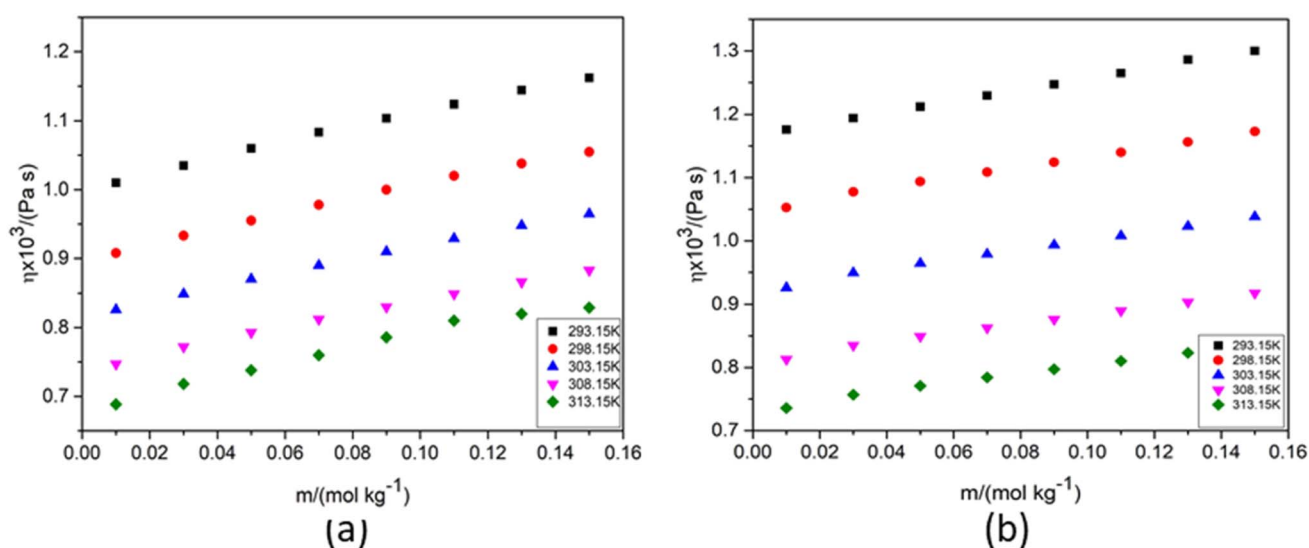 1.2
1.1
1.0
0.9
0.8
0.7
ηx10³/(Pa s)
293.15K
298.15K
303.15K
308.15K
313.15K
0.00 0.02 0.04 0.06 0.08 0.10 0.12 0.14 0.16
m/(mol kg⁻¹)
(a)
1.3
1.2
1.1
1.0
0.9
0.8
0.7
ηx10³/(Pa s)
293.15K
298.15K
303.15K
308.15K
313.15K
0.00 0.02 0.04 0.06 0.08 0.10 0.12 0.14 0.16
m/(mol kg⁻¹)
(b)